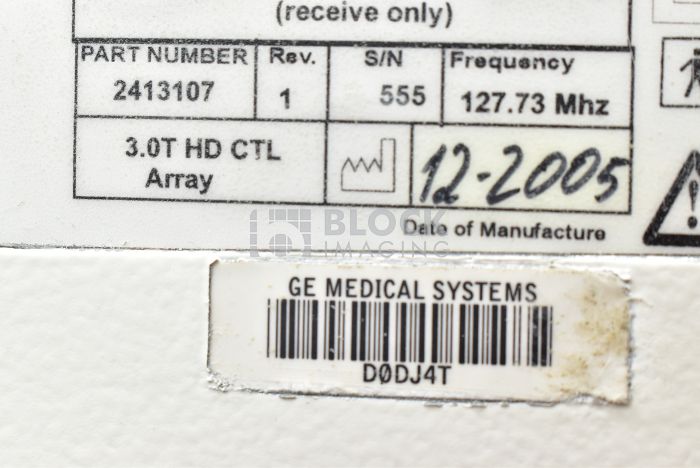 (receive only)
PART NUMBER Rev. S/N Frequency
2413107 1 555 127.73 Mhz
3.0T HD CTL
Array
12-2005
Date of Manufacture
BLOCK
IMAGING
GE MEDICAL SYSTEMS
DØDJ4T